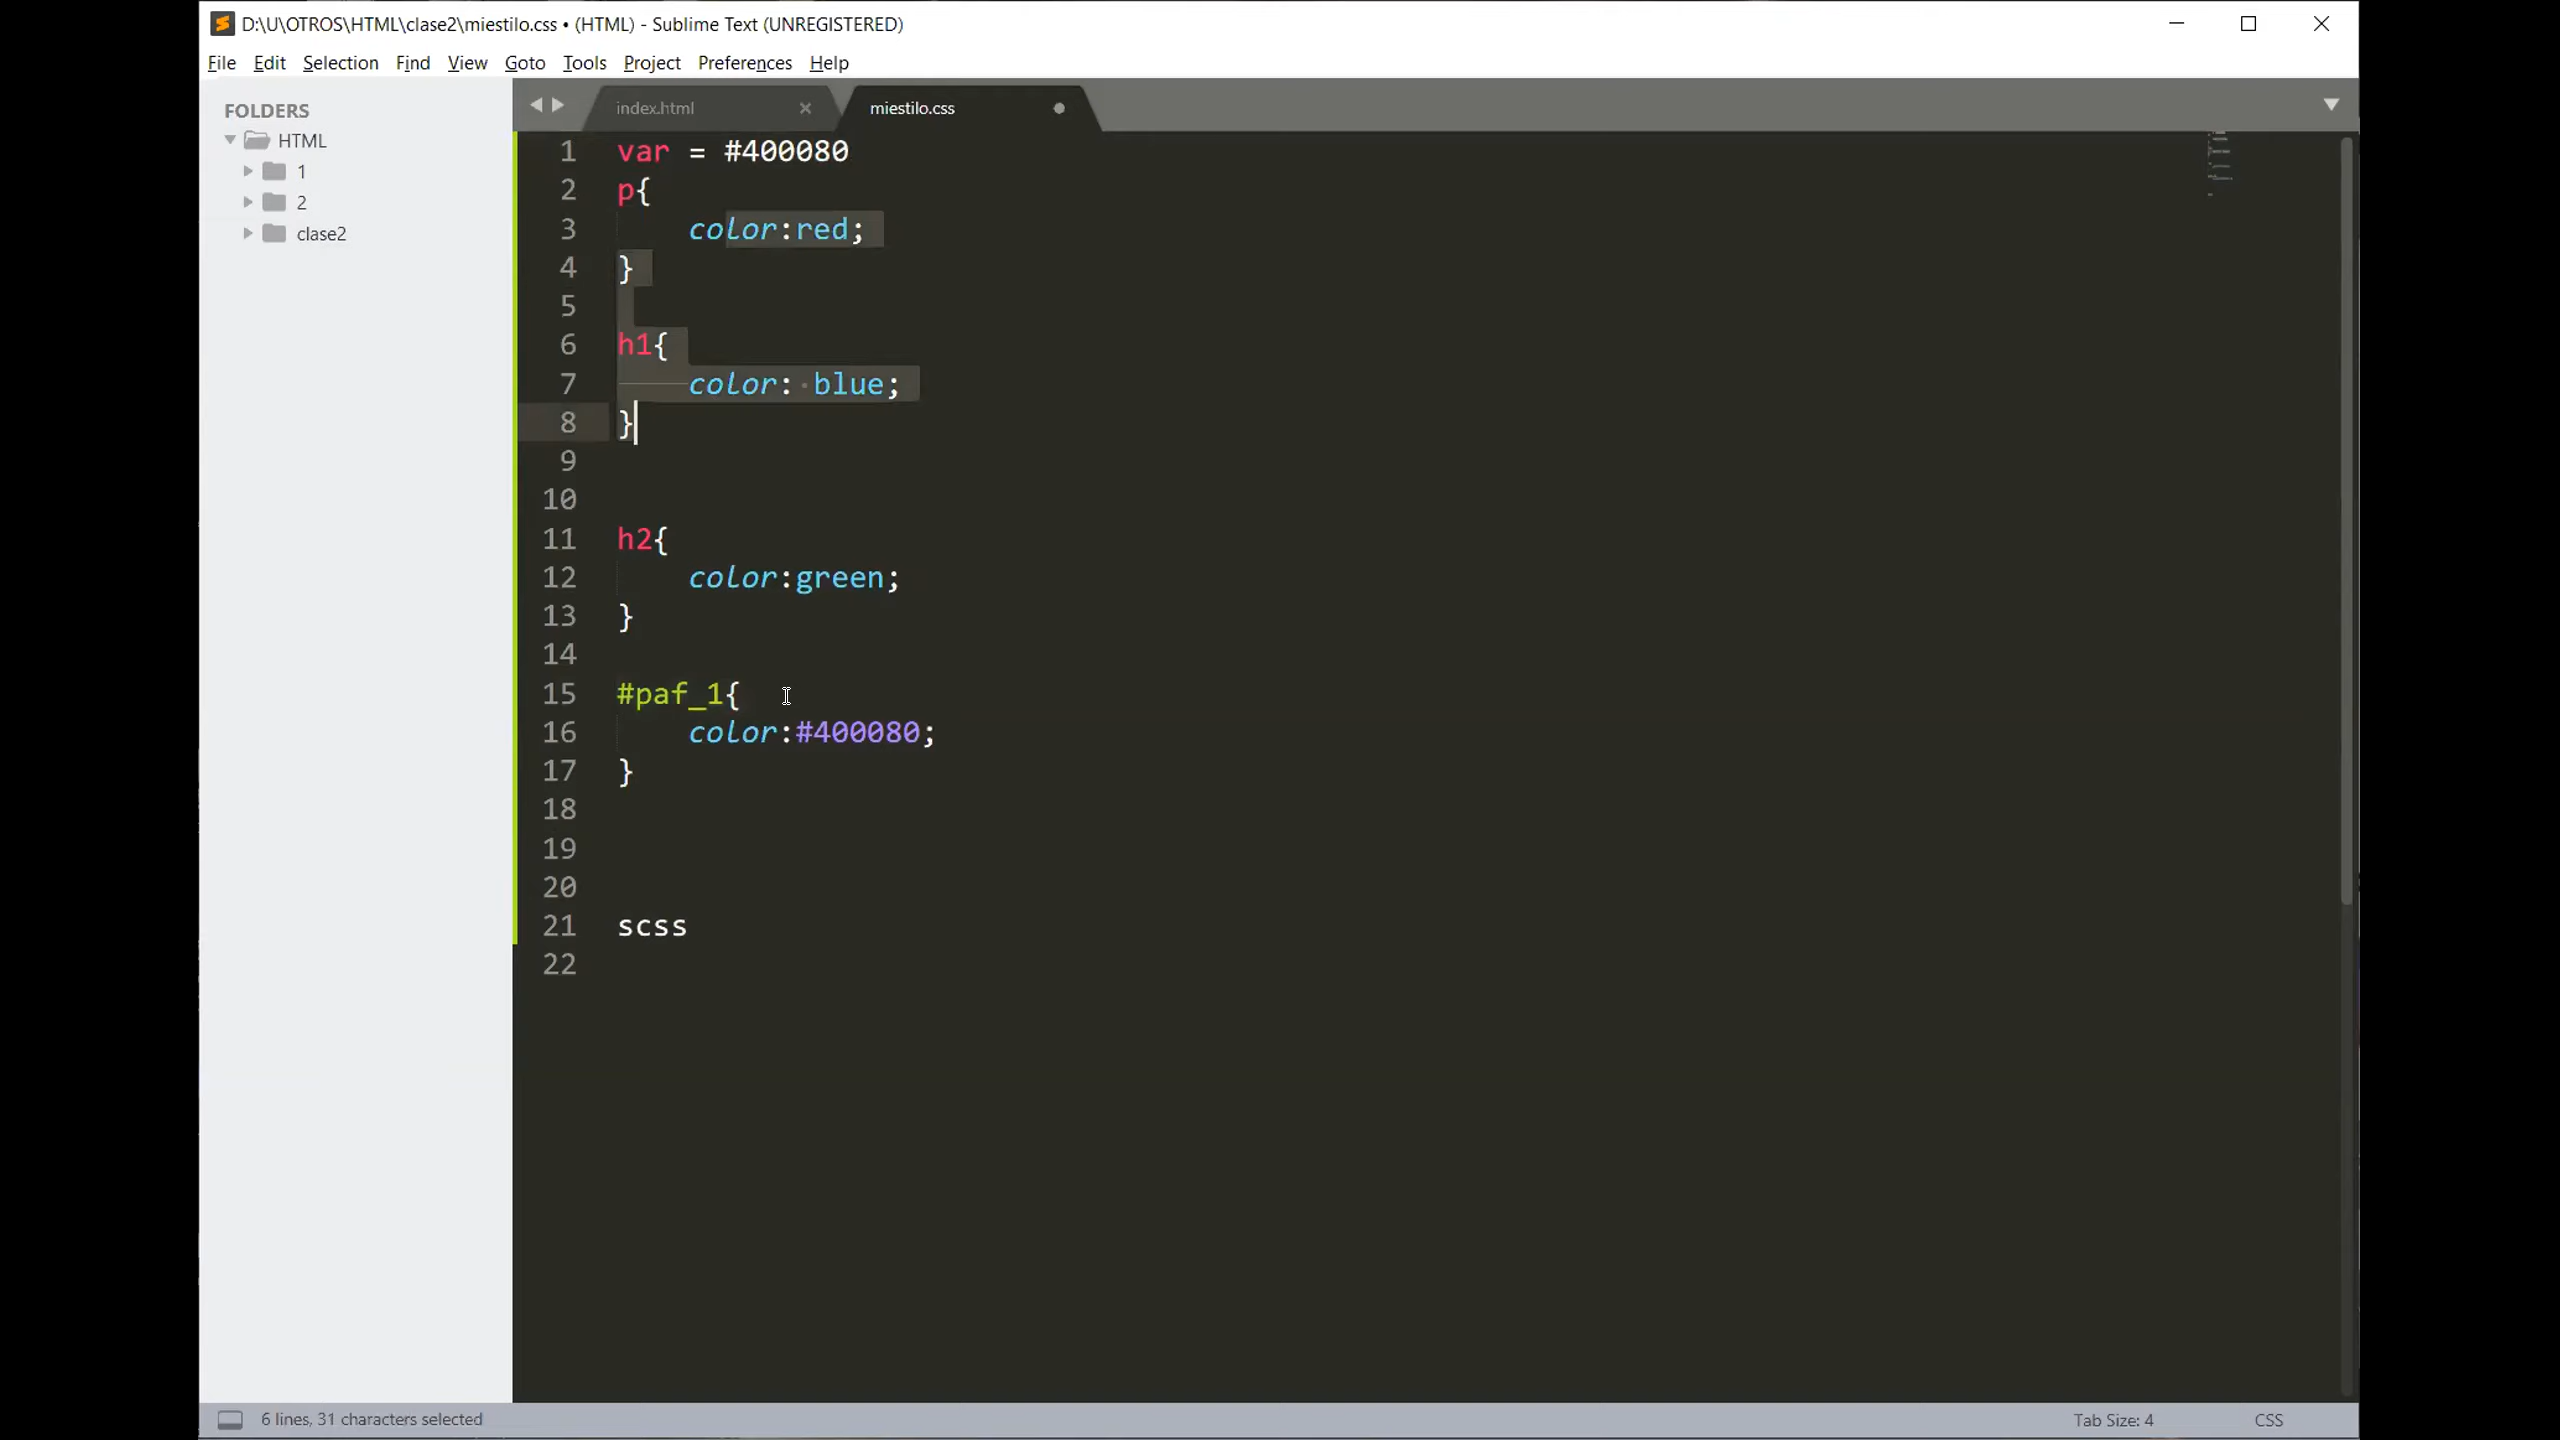 D:\U\OTROS\HTML\clase2\miestilo.css • (HTML) - Sublime Text (UNREGISTERED)
File Edit Selection Find View Goto Tools Project Preferences Help
FOLDERS
HTML
1
2
clase2
index.html miestilo.css
1 var = #400080
2 p{
3 color:red;
4 }
5
6 h1{
7 color: blue;
8 }
9
10
11 h2{
12 color:green;
13 }
14
15 #paf_1{
16 color:#400080;
17 }
18
19
20
21 scss
22
6 lines, 31 characters selected
Tab Size: 4 CSS